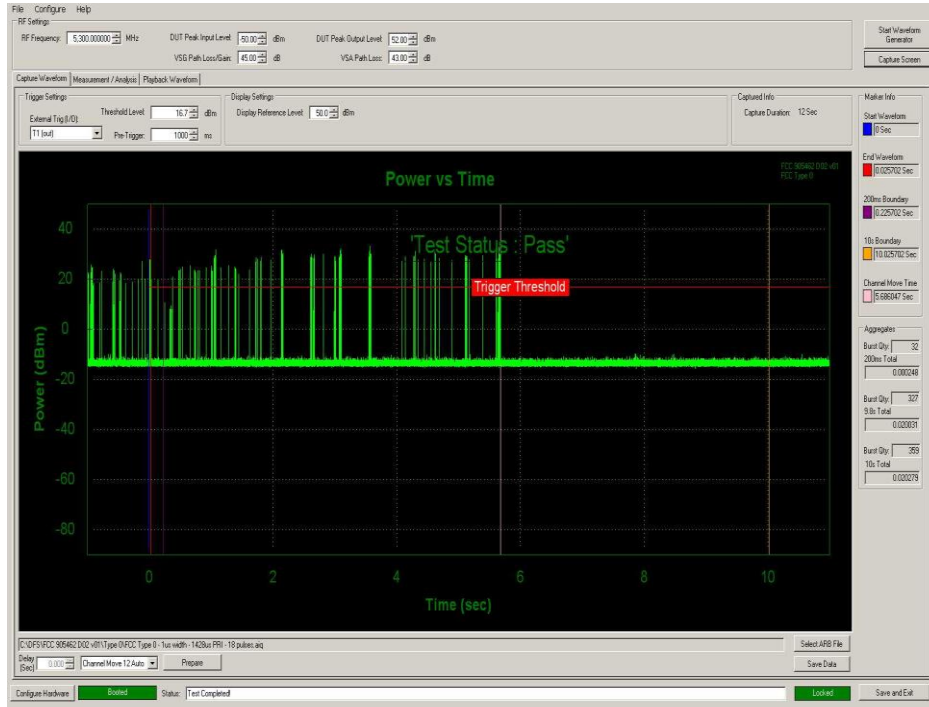 File Configure Help
RF Settings
RF Frequency: 5,300.000000 MHz
DUT Peak Input Level: -50.00 dBm
DUT Peak Output Level: 52.00 dBm
VSG Path Loss/Gain: 45.00 dB
VSA Path Loss: 43.00 dB
Start Waveform Generator
Capture Screen
Capture Waveform Measurement / Analysis Playback Waveform
Trigger Settings
External Trig (I/O):
T1 (out)
Threshold Level: 16.7 dBm
Pre-Trigger: 1000 ms
Display Settings
Display Reference Level: 50.0 dBm
Captured Info
Capture Duration: 12 Sec
Marker Info
Start Waveform
0 Sec
End Waveform
0.025702 Sec
200ms Boundary
0.225702 Sec
10s Boundary
10.025702 Sec
Channel Move Time
5.686047 Sec
Aggregates
Burst Qty: 32
200ms Total
0.000248
Burst Qty: 327
9.8s Total
0.020031
Burst Qty: 359
10s Total
0.020279
Power vs Time
FCC 905462 D02 v01
FCC Type 0
'Test Status : Pass'
Trigger Threshold
Power (dBm)
40
20
0
-20
-40
-60
-80
0 2 4 6 8 10
Time (sec)
C:\DFS\FCC 905462 D02 v01\Type 0\FCC Type 0 - 1us width - 1428us PRI - 18 pulses.aiq
Select ARB File
Delay (Sec) 0.000
Channel Move 12 Auto
Prepare
Save Data
Configure Hardware
Booted
Status: Test Completed!
Locked
Save and Exit